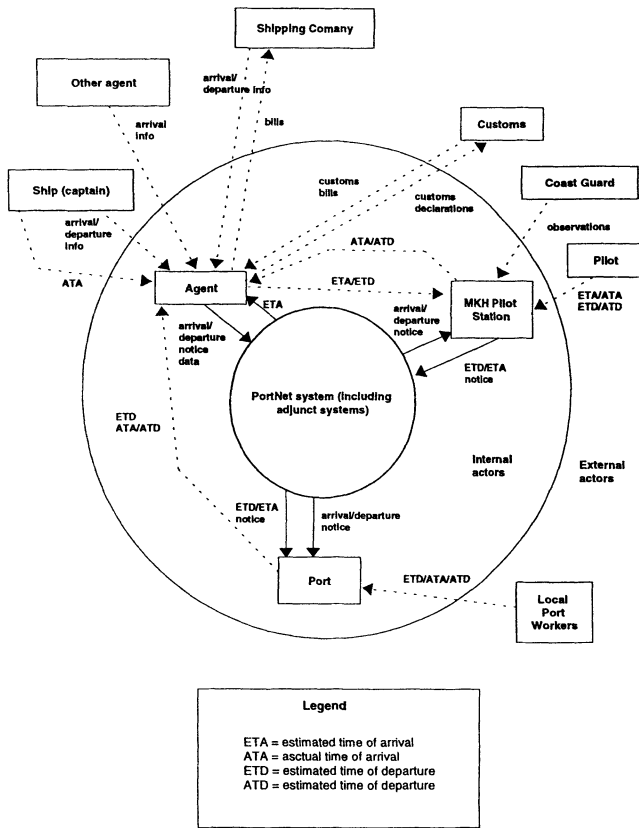 Shipping Comany
Other agent
arrival/
departure info
bills
arrival
info
Customs
Ship (captain)
customs
bills
customs
declarations
Coast Guard
arrival/
departure
info
observations
ATA/ATD
Pilot
ATA
Agent
ETA/ETD
ETA
MKH Pilot
Station
ETA/ATA
ETD/ATD
arrival/
departure
notice
data
arrival/
departure
notice
ETD/ETA
notice
PortNet system (including
adjunct systems)
ETD
ATA/ATD
Internal
actors
External
actors
ETD/ETA
notice
arrival/departure
notice
Port
ETD/ATA/ATD
Local
Port
Workers
Legend
ETA = estimated time of arrival
ATA = asctual time of arrival
ETD = estimated time of departure
ATD = estimated time of departure